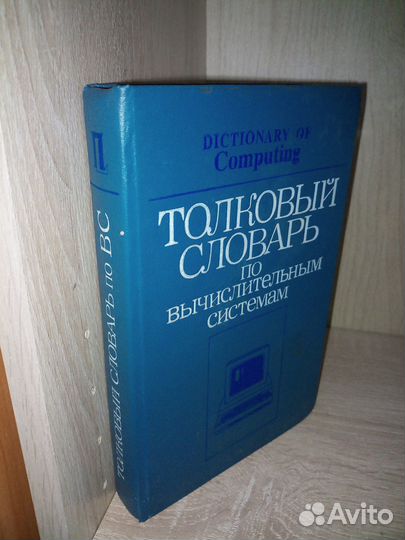 DICTIONARY OF
Computing
ТОЛКОВЫЙ
СЛОВАРЬ
ПО
ВЫЧИСЛИТЕЛЬНЫМ
СИСТЕМАМ
ТОЛКОВЫЙ СЛОВАРЬ ПО ВС
Avito